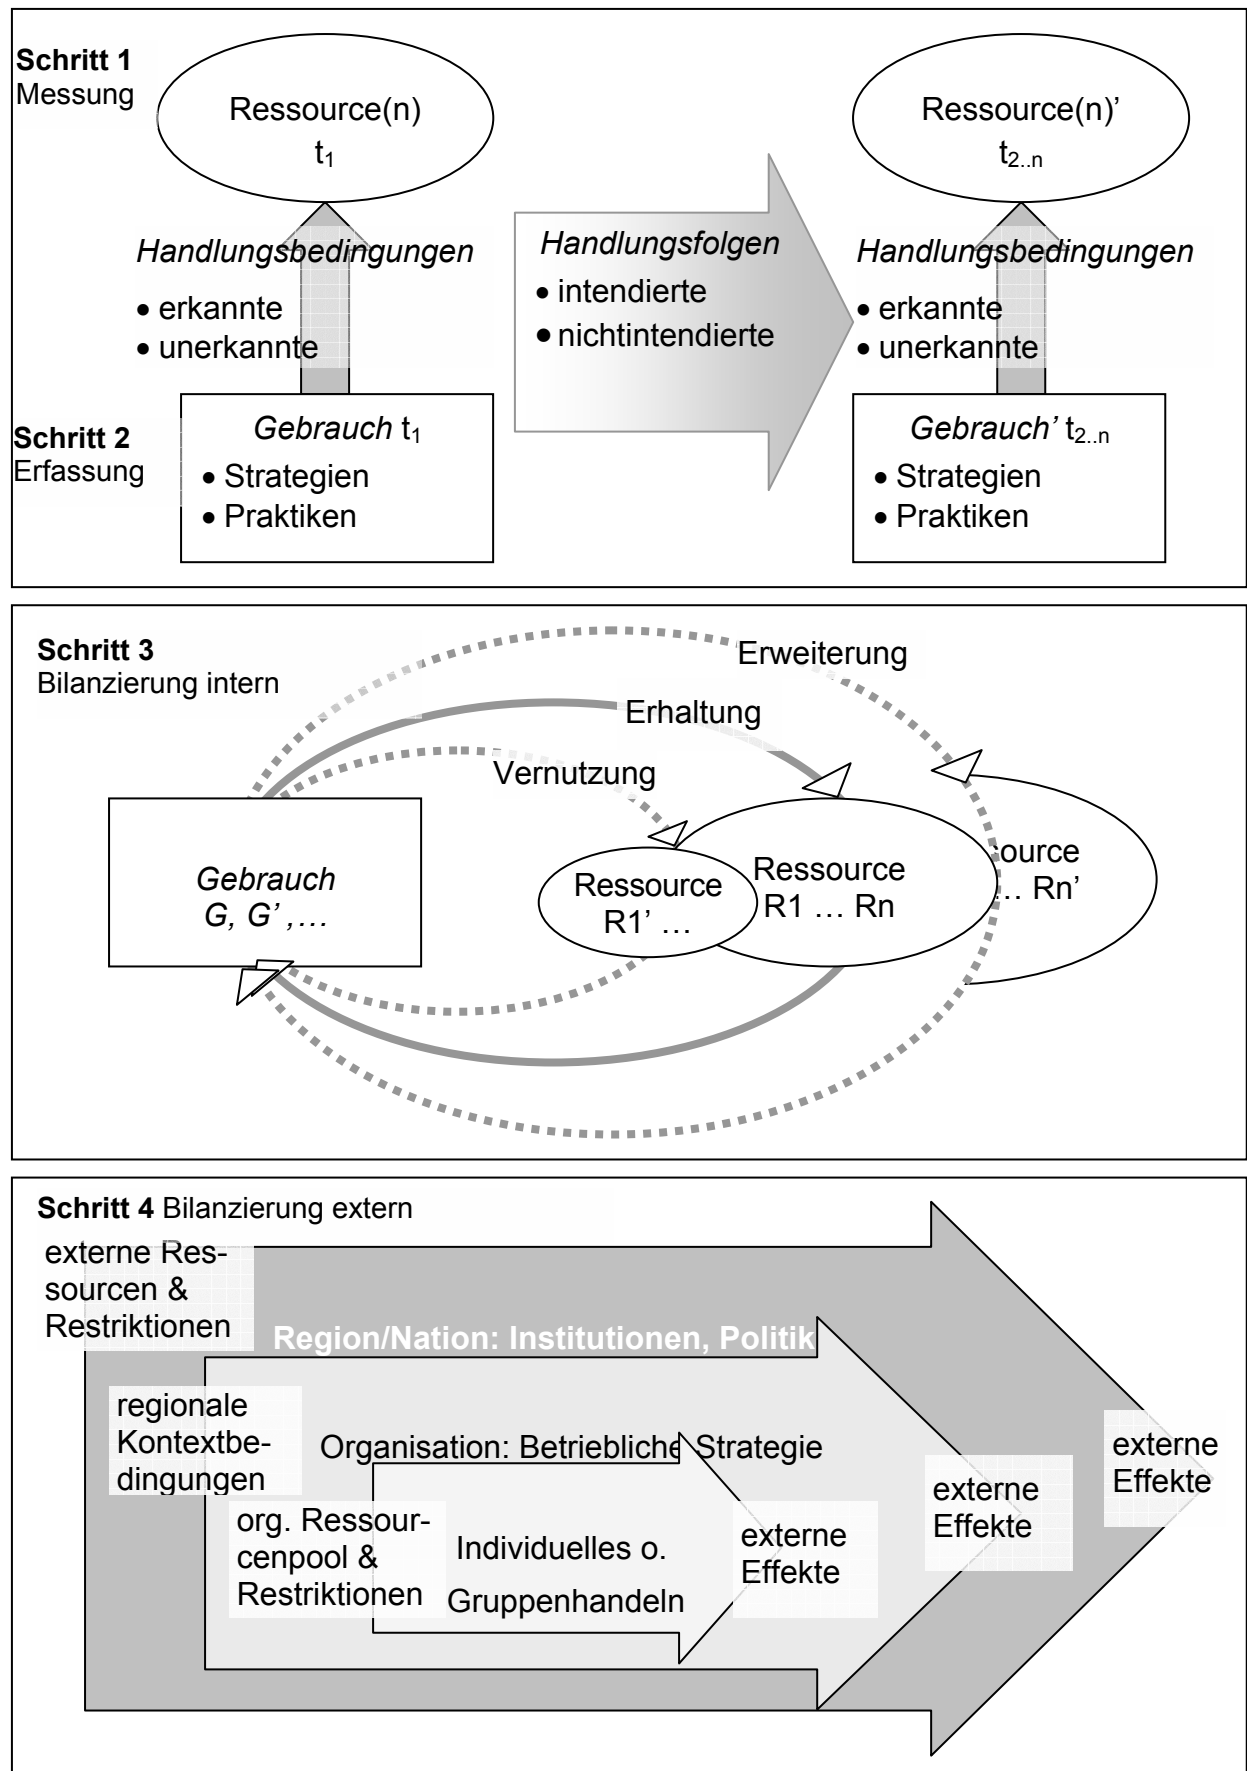 Schritt 1
Messung
Ressource(n)
t1
Ressource(n)’
t2..n
Handlungsbedingungen
• erkannte
• unerkannte
Handlungsfolgen
• intendierte
• nichtintendierte
Handlungsbedingungen
• erkannte
• unerkannte
Schritt 2
Erfassung
Gebrauch t1
• Strategien
• Praktiken
Gebrauch’ t2..n
• Strategien
• Praktiken
Schritt 3
Bilanzierung intern
Erweiterung
Erhaltung
Vernutzung
Gebrauch
G, G’ ,…
Ressource
R1’ …
Ressource
R1 … Rn
ource
… Rn’
Schritt 4 Bilanzierung extern
externe Res-
sourcen &
Restriktionen
Region/Nation: Institutionen, Politik
regionale
Kontextbe-
dingungen
Organisation: Betriebliche Strategie
org. Ressour-
cenpool &
Restriktionen
Individuelles o.
Gruppenhandeln
externe
Effekte
externe
Effekte
externe
Effekte